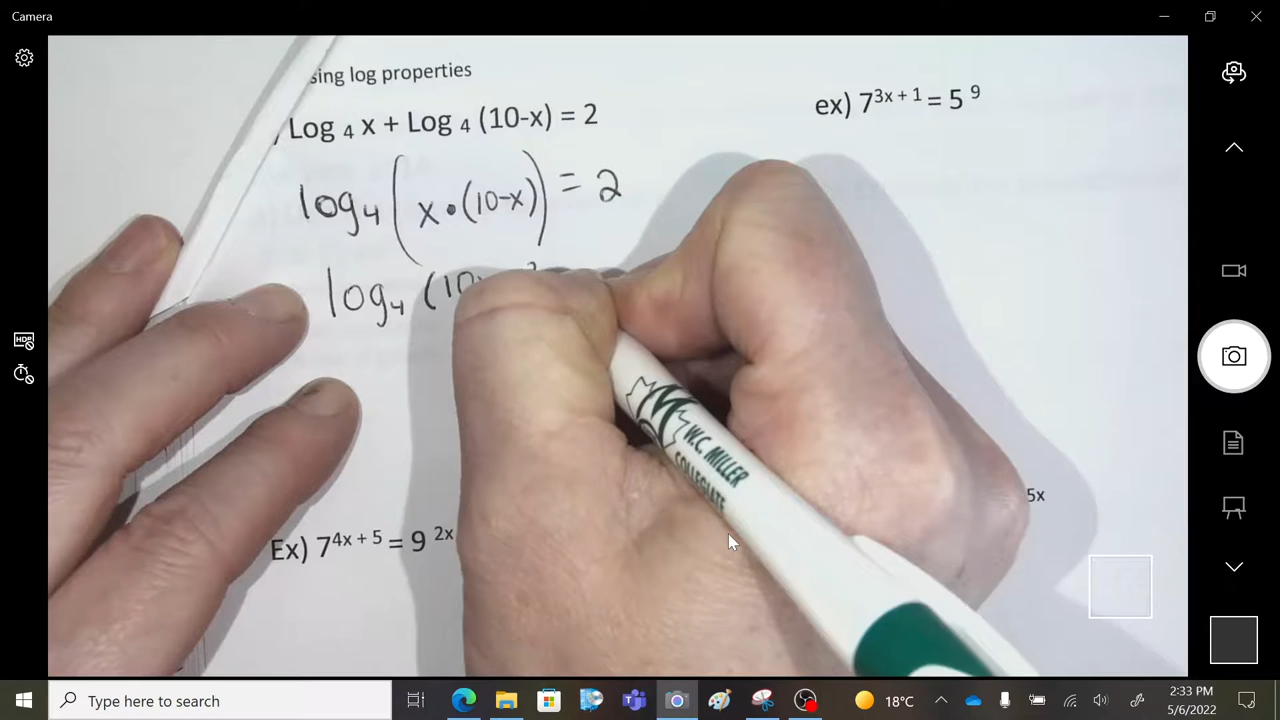 Camera
sing log properties
Log 4 x + Log 4 (10-x) = 2
ex) 7^3x + 1 = 5^9
log4 (x•(10-x)) = 2
log4 (10
W.C. MILLER
COLLEGIATE
5x
Ex) 7^4x + 5 = 9^2x
HDR
Type here to search
18°C
2:33 PM
5/6/2022